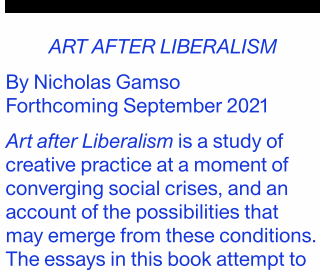 ART AFTER LIBERALISM
By Nicholas Gamso
Forthcoming September 2021
Art after Liberalism is a study of
creative practice at a moment of
converging social crises, and an
account of the possibilities that
may emerge from these conditions.
The essays in this book attempt to